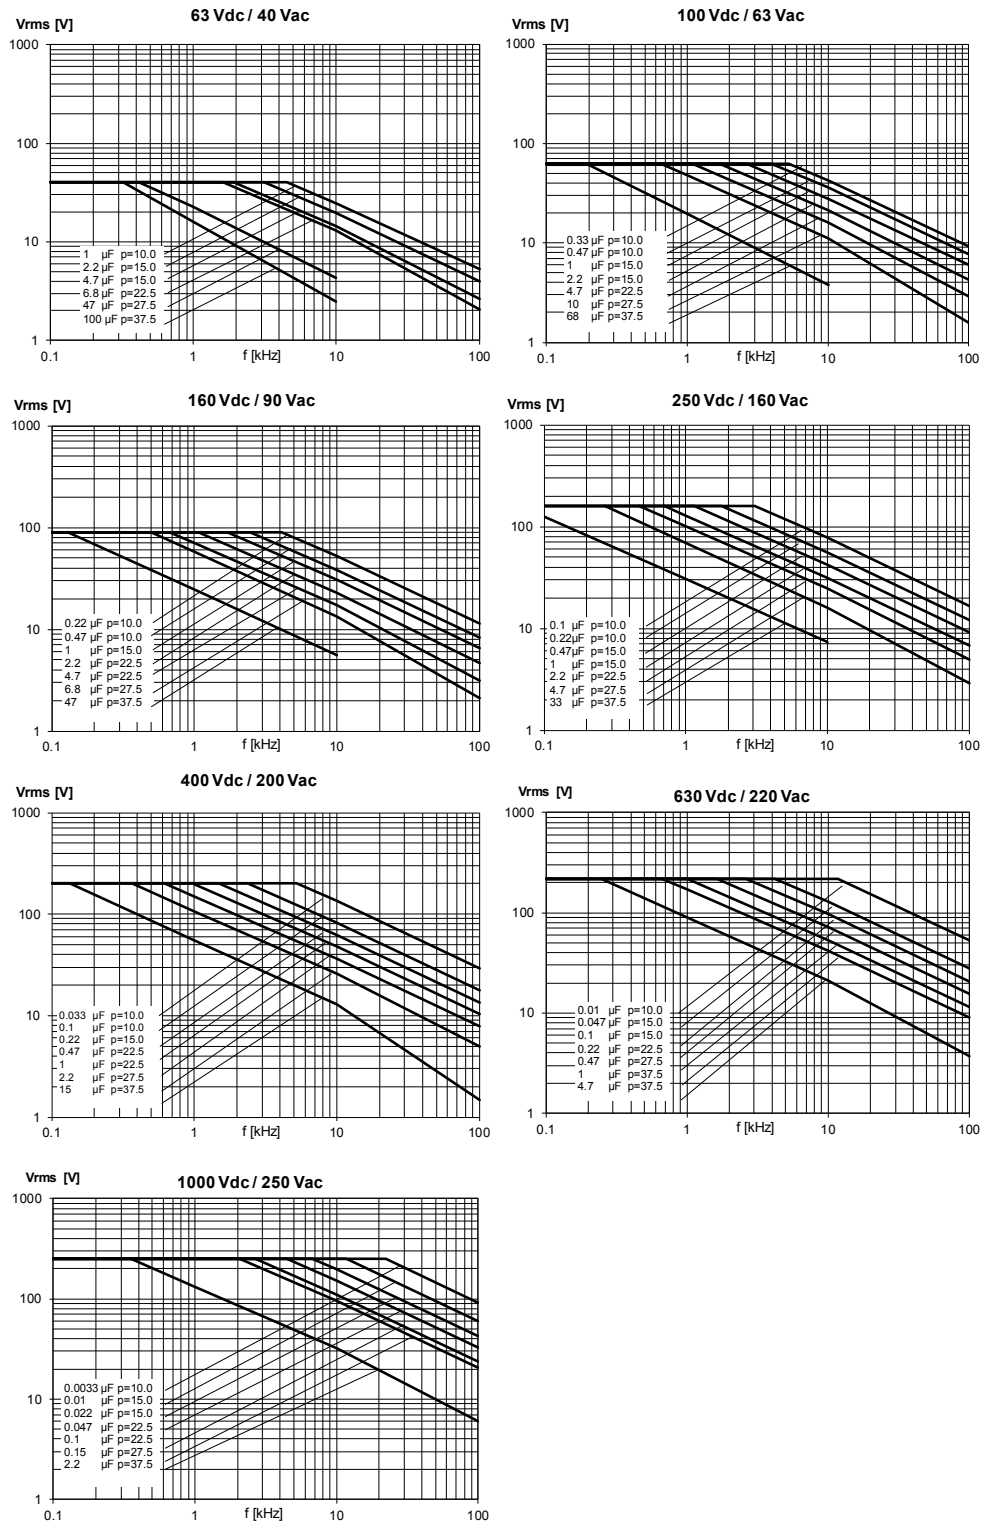 63 Vdc / 40 Vac
Vrms [V]
1000
100
10
1
0.1
1
10
100
f [kHz]
1 µF p=10.0
2.2 µF p=15.0
4.7 µF p=15.0
6.8 µF p=22.5
47 µF p=27.5
100 µF p=37.5
100 Vdc / 63 Vac
Vrms [V]
1000
100
10
1
0.1
1
10
100
f [kHz]
0.33 µF p=10.0
0.47 µF p=10.0
1 µF p=15.0
2.2 µF p=15.0
4.7 µF p=22.5
10 µF p=27.5
68 µF p=37.5
160 Vdc / 90 Vac
Vrms [V]
1000
100
10
1
0.1
1
10
100
f [kHz]
0.22 µF p=10.0
0.47 µF p=10.0
1 µF p=15.0
2.2 µF p=22.5
4.7 µF p=22.5
6.8 µF p=27.5
47 µF p=37.5
250 Vdc / 160 Vac
Vrms [V]
1000
100
10
1
0.1
1
10
100
f [kHz]
0.1 µF p=10.0
0.22µF p=10.0
0.47µF p=15.0
1 µF p=15.0
2.2 µF p=22.5
4.7 µF p=27.5
33 µF p=37.5
400 Vdc / 200 Vac
Vrms [V]
1000
100
10
1
0.1
1
10
100
f [kHz]
0.033 µF p=10.0
0.1 µF p=10.0
0.22 µF p=15.0
0.47 µF p=22.5
1 µF p=22.5
2.2 µF p=27.5
15 µF p=37.5
630 Vdc / 220 Vac
Vrms [V]
1000
100
10
1
0.1
1
10
100
f [kHz]
0.01 µF p=10.0
0.047 µF p=15.0
0.1 µF p=15.0
0.22 µF p=22.5
0.47 µF p=27.5
1 µF p=37.5
4.7 µF p=37.5
1000 Vdc / 250 Vac
Vrms [V]
1000
100
10
1
0.1
1
10
100
f [kHz]
0.0033 µF p=10.0
0.01 µF p=15.0
0.022 µF p=15.0
0.047 µF p=22.5
0.1 µF p=22.5
0.15 µF p=27.5
2.2 µF p=37.5